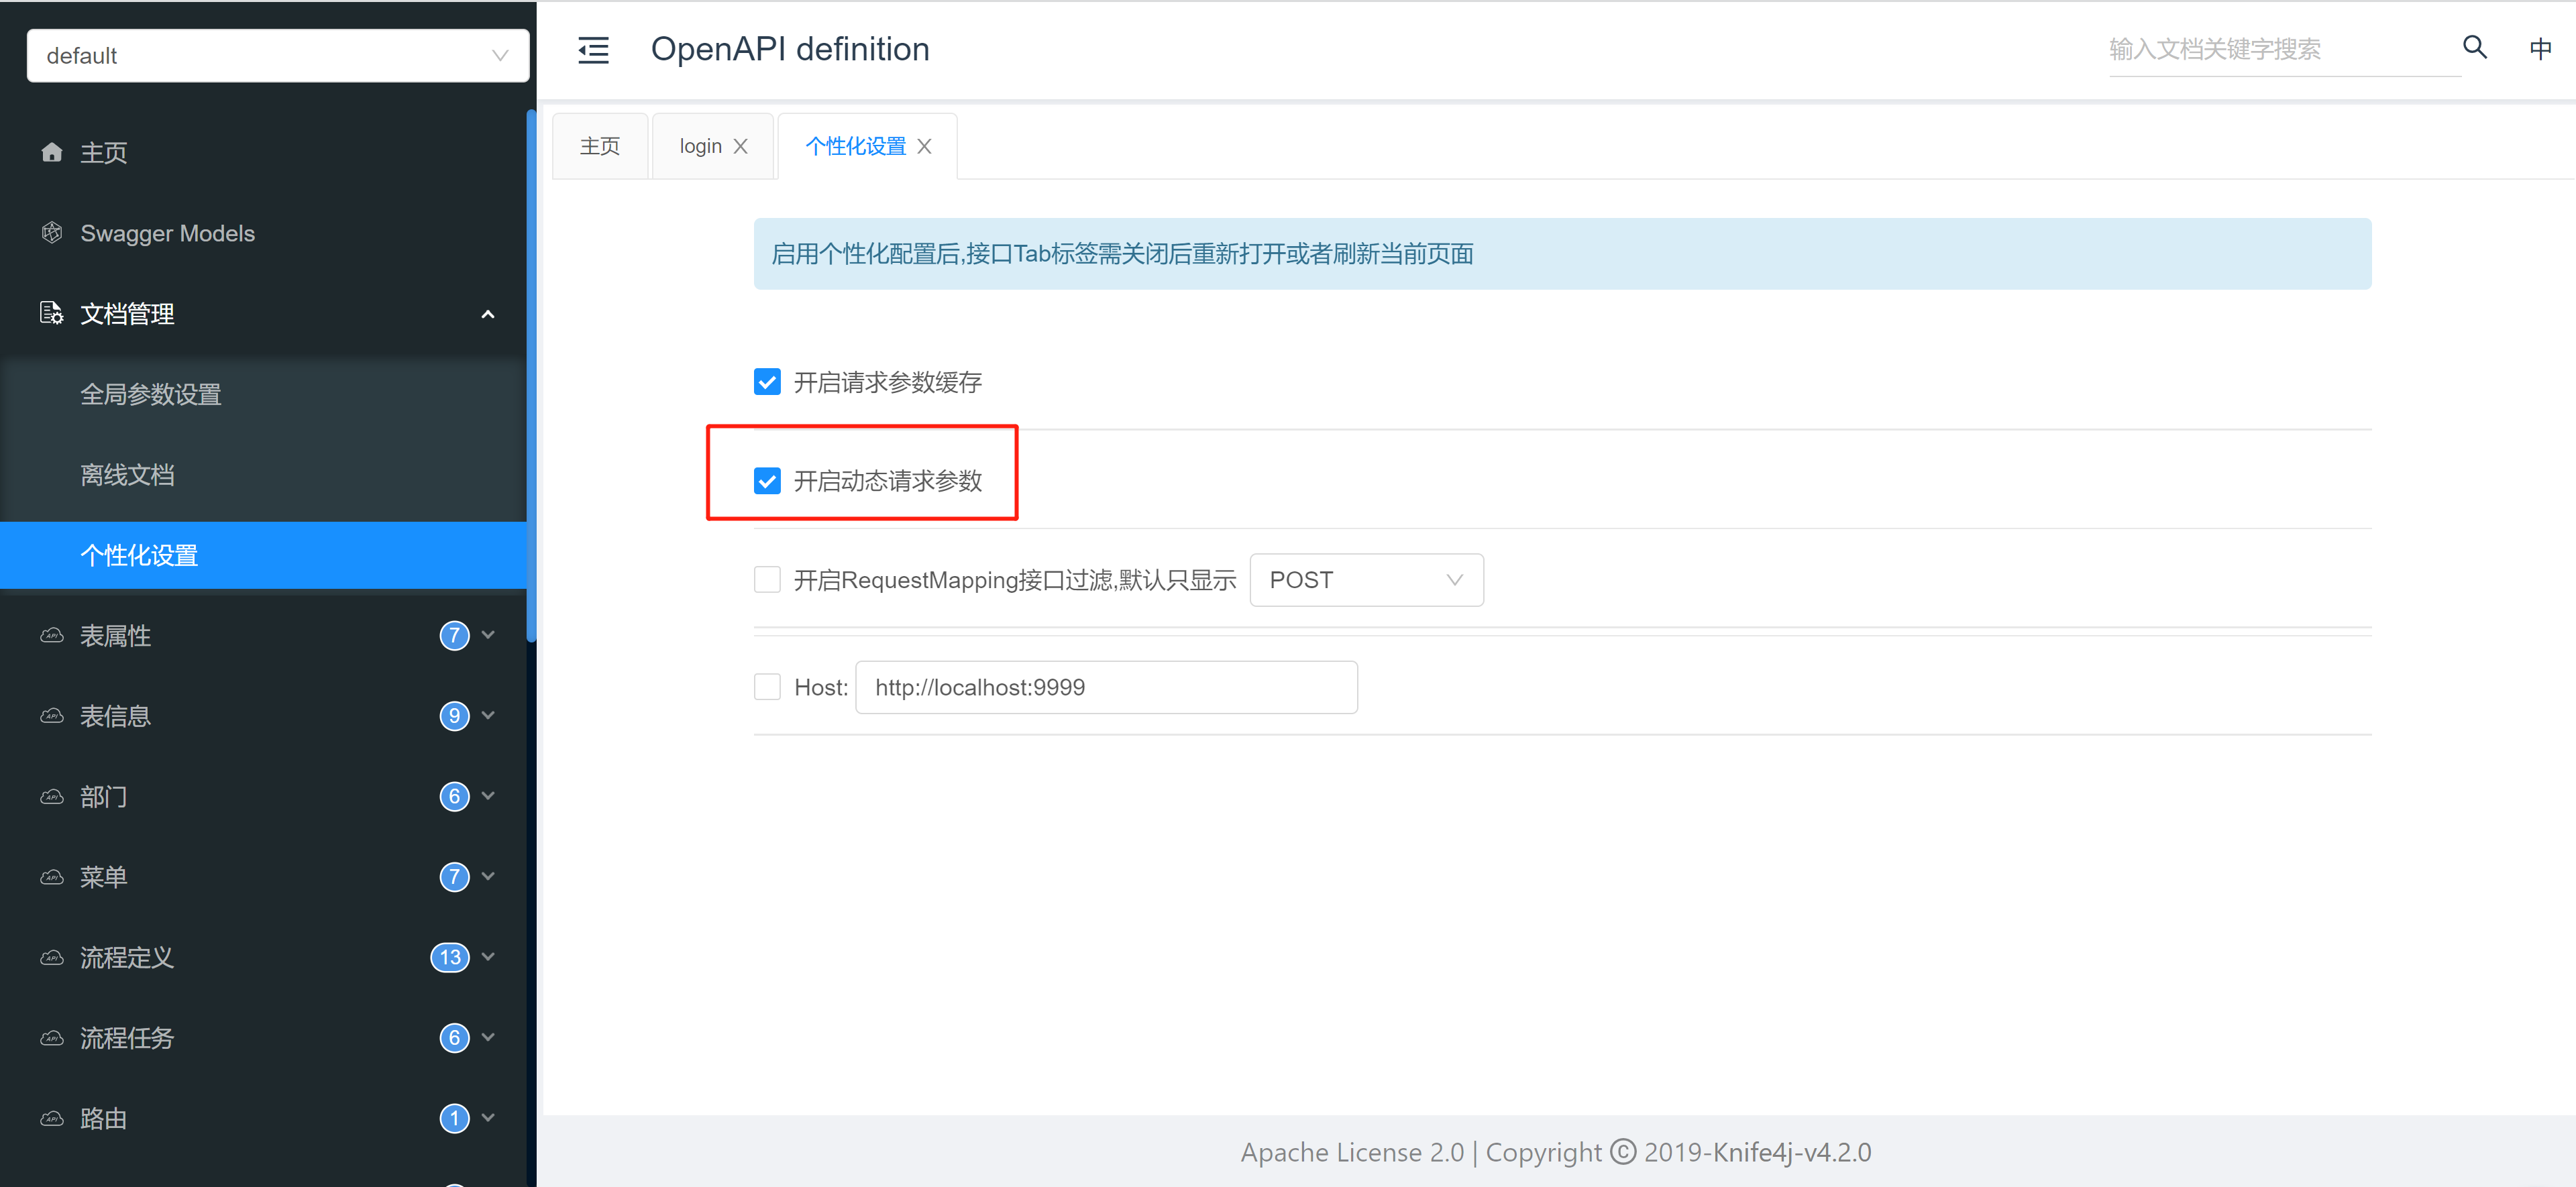 default
主页
Swagger Models
文档管理
全局参数设置
离线文档
个性化设置
表属性 7
表信息 9
部门 6
菜单 7
流程定义 13
流程任务 6
路由 1
OpenAPI definition
输入文档关键字搜索
中
主页
login
个性化设置
启用个性化配置后,接口Tab标签需关闭后重新打开或者刷新当前页面
开启请求参数缓存
开启动态请求参数
开启RequestMapping接口过滤,默认只显示 POST
Host: http://localhost:9999
Apache License 2.0 | Copyright © 2019-Knife4j-v4.2.0